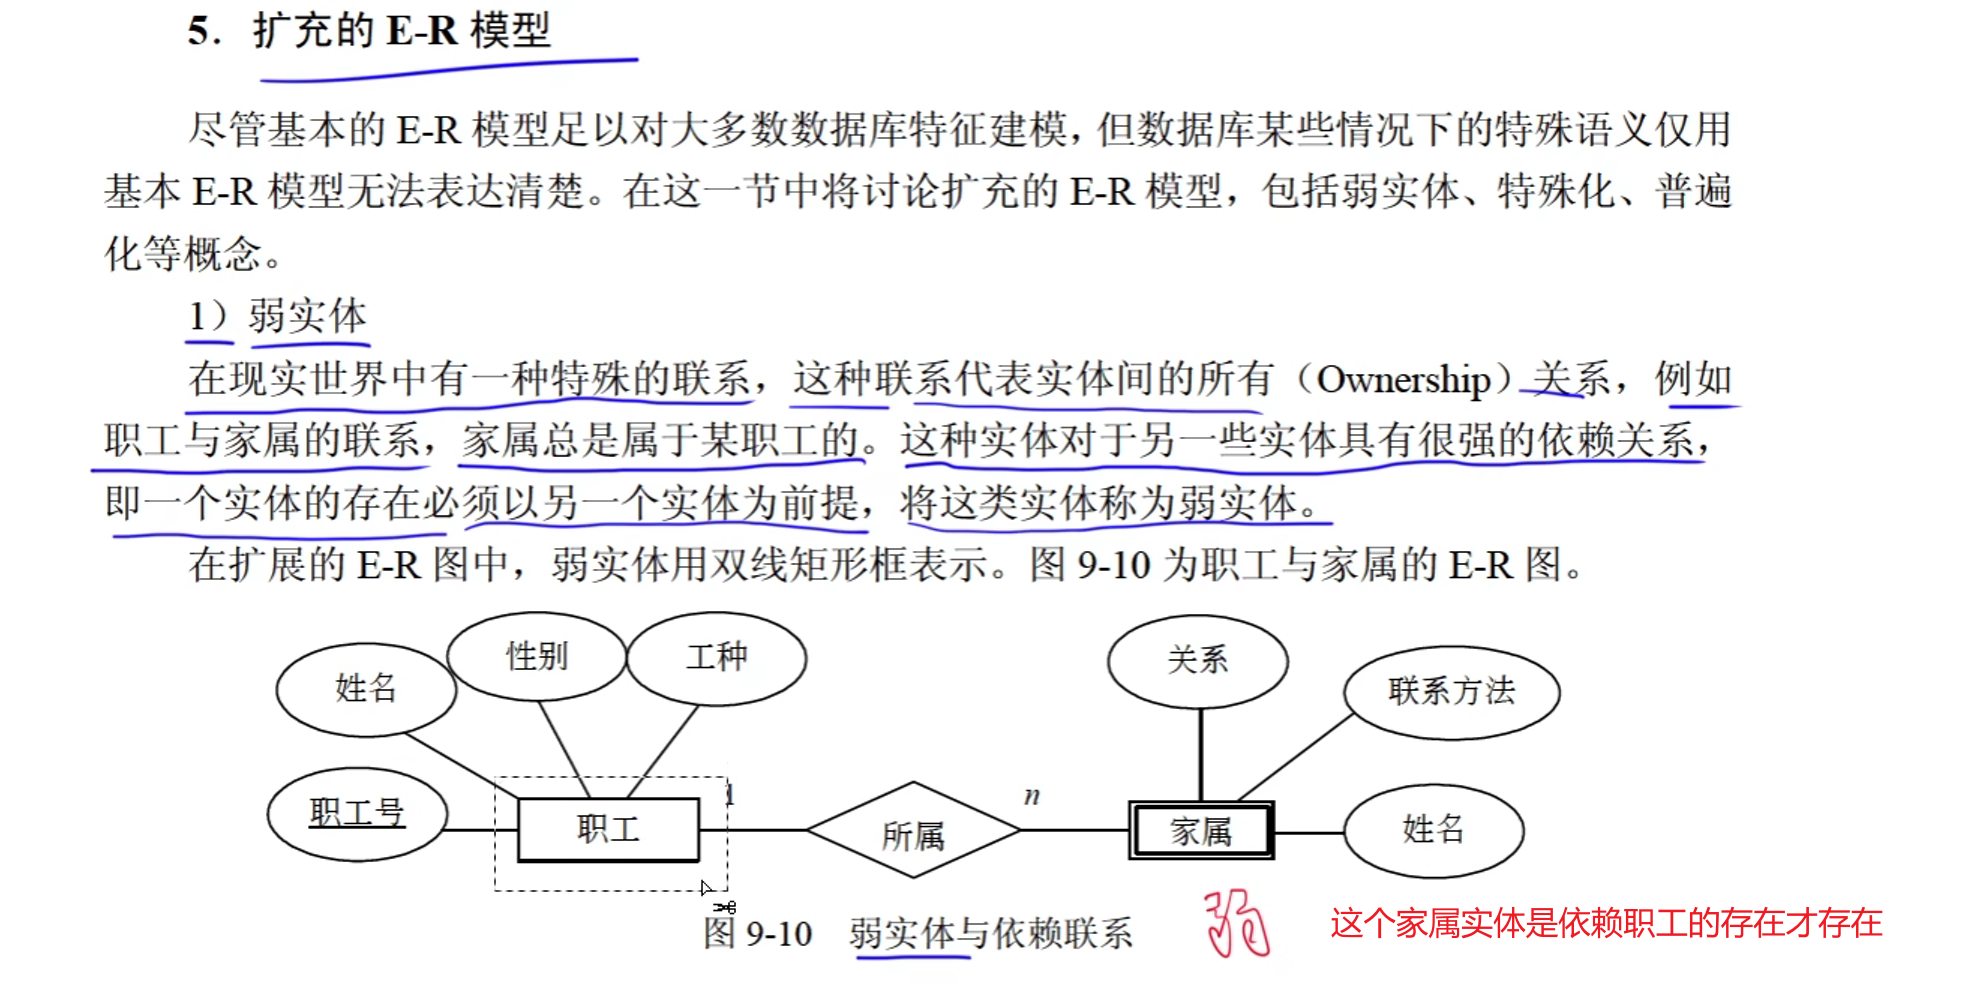 5. 扩充的 E-R 模型
尽管基本的 E-R 模型足以对大多数数据库特征建模，但数据库某些情况下的特殊语义仅用
基本 E-R 模型无法表达清楚。在这一节中将讨论扩充的 E-R 模型，包括弱实体、特殊化、普遍
化等概念。
1）弱实体
在现实世界中有一种特殊的联系，这种联系代表实体间的所有（Ownership）关系，例如
职工与家属的联系，家属总是属于某职工的。这种实体对于另一些实体具有很强的依赖关系，
即一个实体的存在必须以另一个实体为前提，将这类实体称为弱实体。
在扩展的 E-R 图中，弱实体用双线矩形框表示。图 9-10 为职工与家属的 E-R 图。
姓名
性别
工种
关系
联系方法
职工号
职工
1
所属
n
家属
姓名
图 9-10 弱实体与依赖联系
弱
这个家属实体是依赖职工的存在才存在